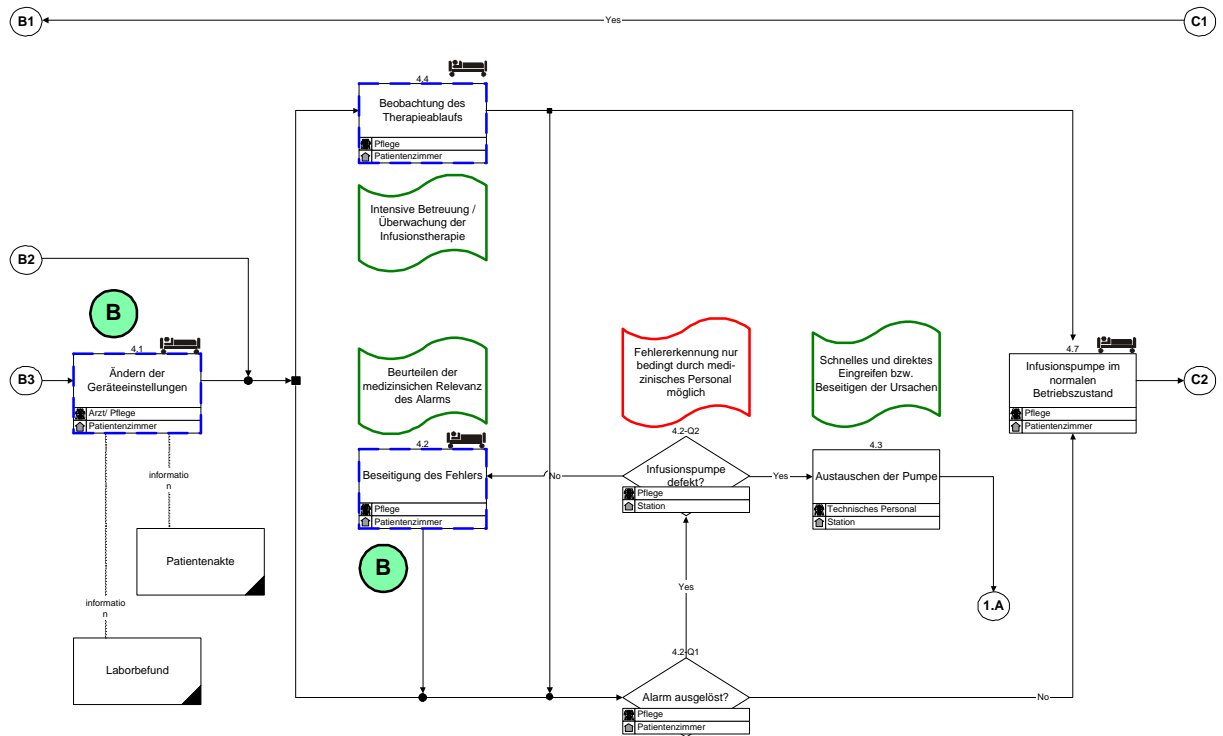 B1
Yes
C1
4.4
Beobachtung des
Therapieablaufs
Pflege
Patientenzimmer
Intensive Betreuung /
Überwachung der
Infusionstherapie
B2
B
4.1
Ändern der
Geräteeinstellungen
Arzt/ Pflege
Patientenzimmer
B3
Beurteilen der
medizinsichen Relevanz
des Alarms
Fehlererkennung nur
bedingt durch medi-
zinisches Personal
möglich
Schnelles und direktes
Eingreifen bzw.
Beseitigen der Ursachen
4.7
Infusionspumpe im
normalen
Betriebszustand
Pflege
Patientenzimmer
C2
4.2
Beseitigung des Fehlers
Pflege
Patientenzimmer
No
4.2-Q2
Infusionspumpe
defekt?
Pflege
Station
Yes
4.3
Austauschen der Pumpe
Technisches Personal
Station
informatio
n
Patientenakte
B
informatio
n
Laborbefund
Yes
1.A
4.2-Q1
Alarm ausgelöst?
Pflege
Patientenzimmer
No